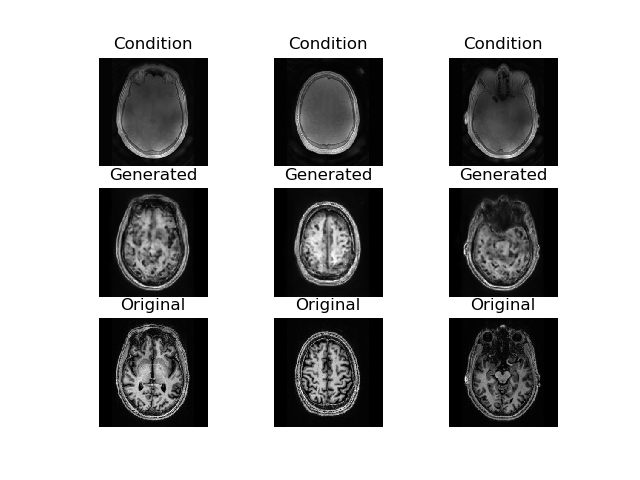 Condition Condition Condition
Generated Generated Generated
Original Original Original